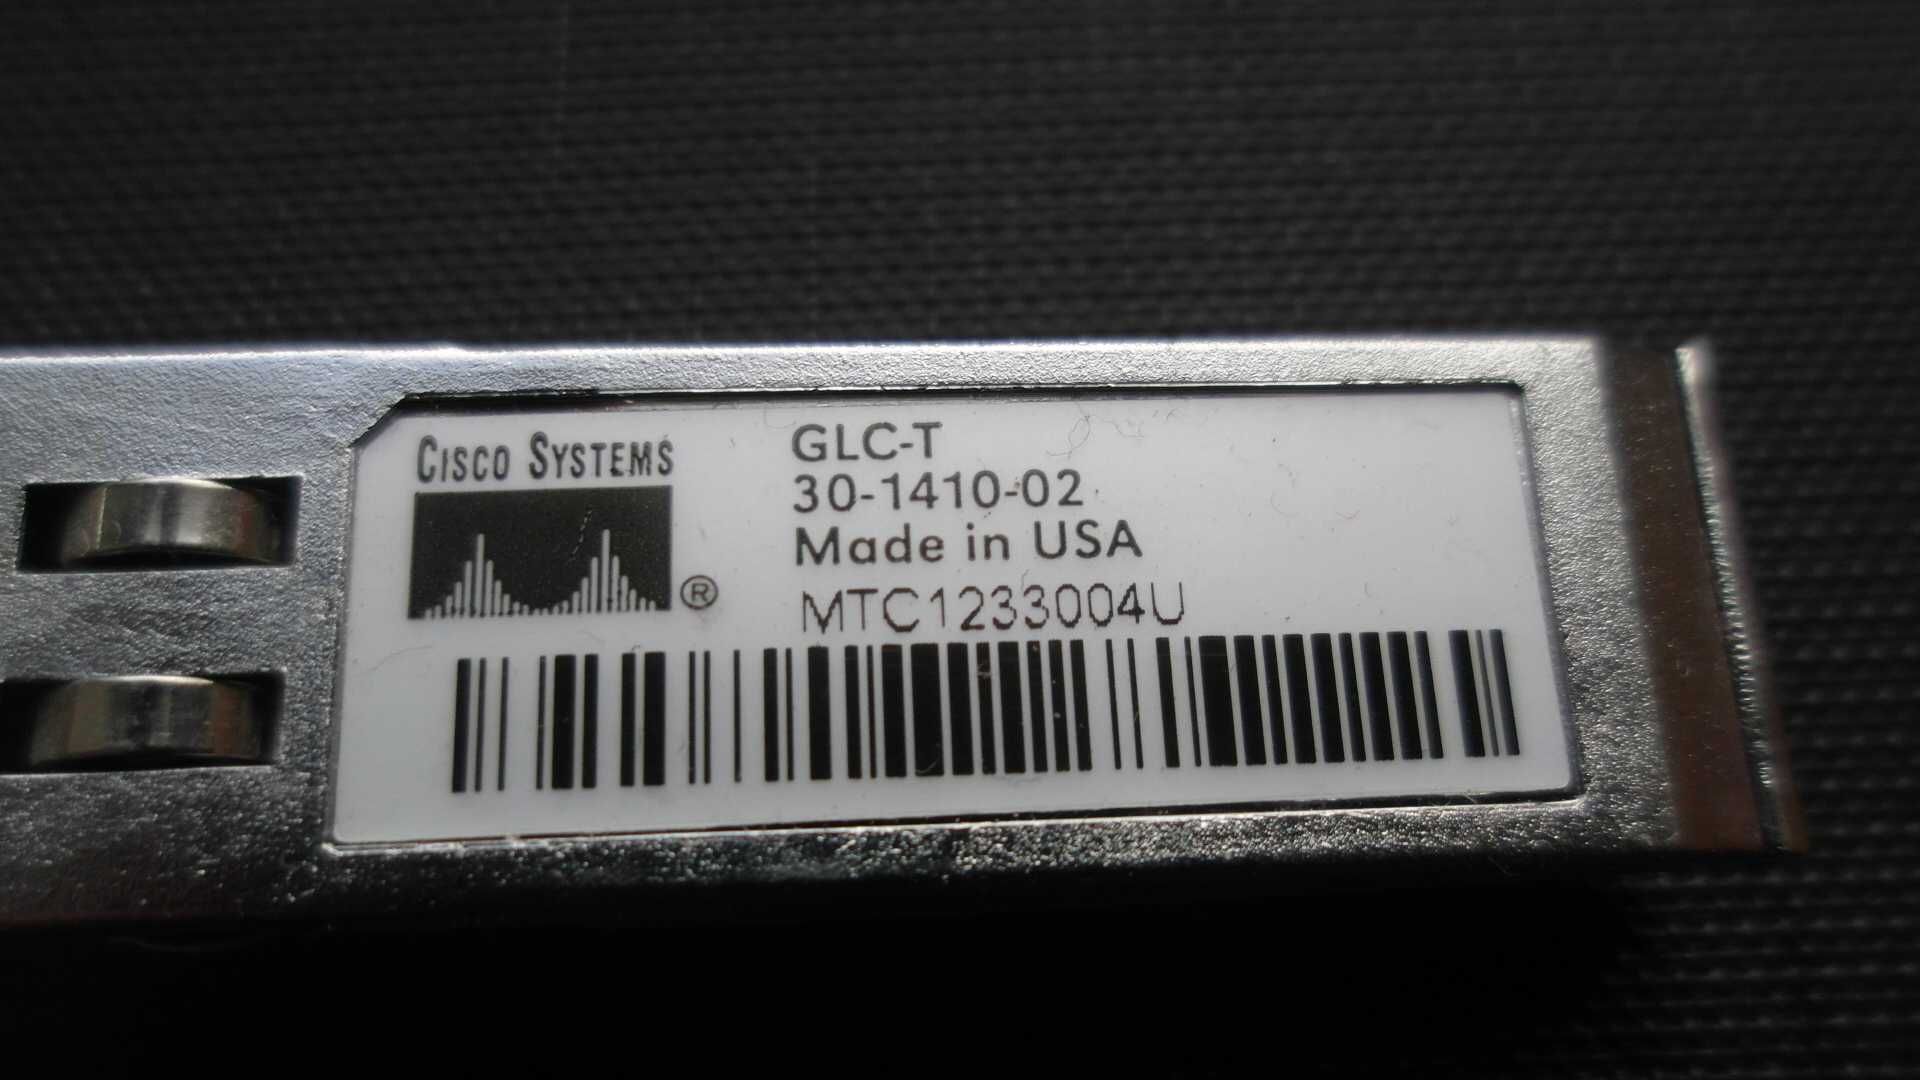 CISCO SYSTEMS
®
GLC-T
30-1410-02
Made in USA
MTC1233004U